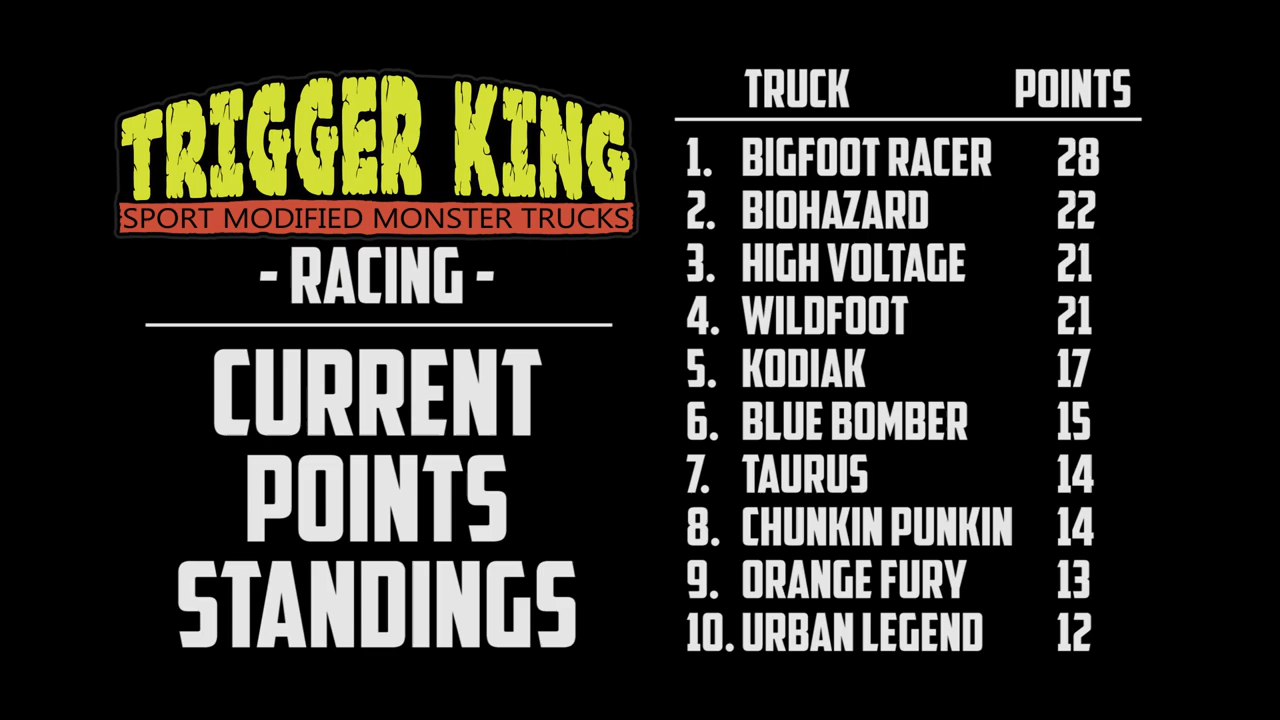 TRIGGER KING
SPORT MODIFIED MONSTER TRUCKS
- RACING -
CURRENT
POINTS
STANDINGS
TRUCK POINTS
1. BIGFOOT RACER 28
2. BIOHAZARD 22
3. HIGH VOLTAGE 21
4. WILDFOOT 21
5. KODIAK 17
6. BLUE BOMBER 15
7. TAURUS 14
8. CHUNKIN PUNKIN 14
9. ORANGE FURY 13
10. URBAN LEGEND 12